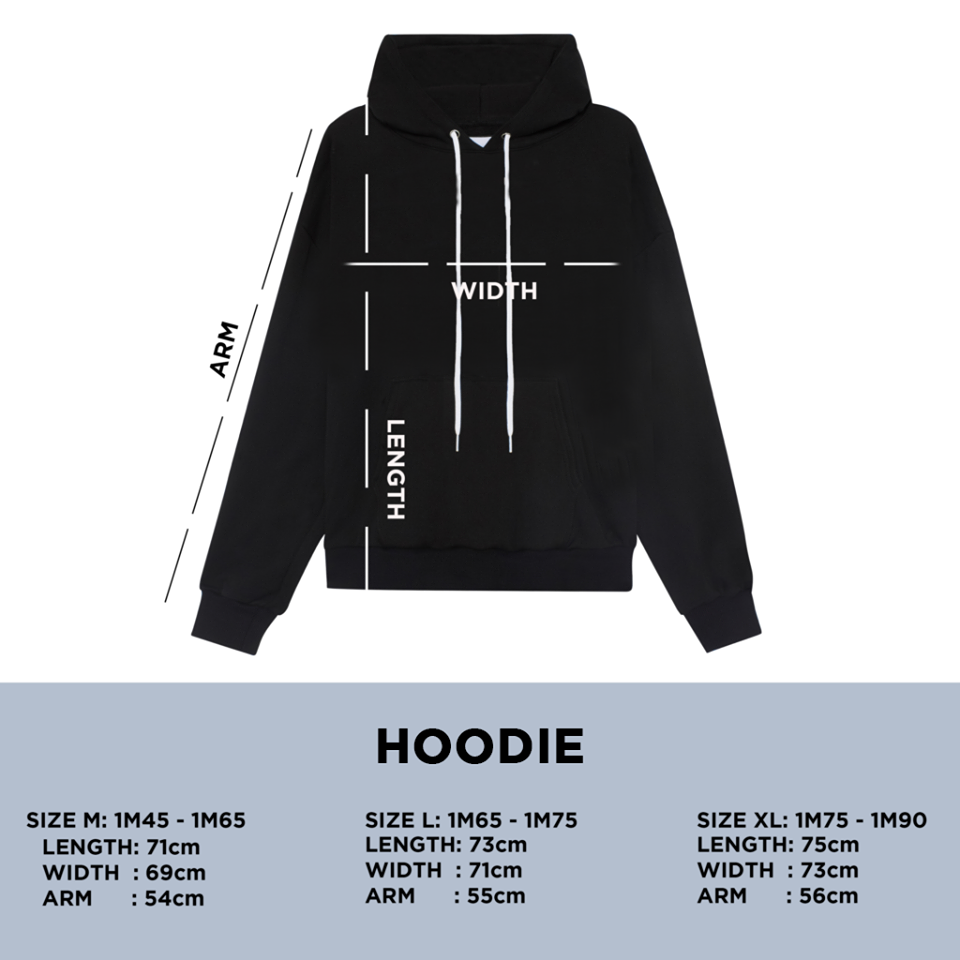 WIDTH
ARM
LENGTH
HOODIE
SIZE M: 1M45 - 1M65
LENGTH: 71cm
WIDTH : 69cm
ARM : 54cm
SIZE L: 1M65 - 1M75
LENGTH: 73cm
WIDTH : 71cm
ARM : 55cm
SIZE XL: 1M75 - 1M90
LENGTH: 75cm
WIDTH : 73cm
ARM : 56cm